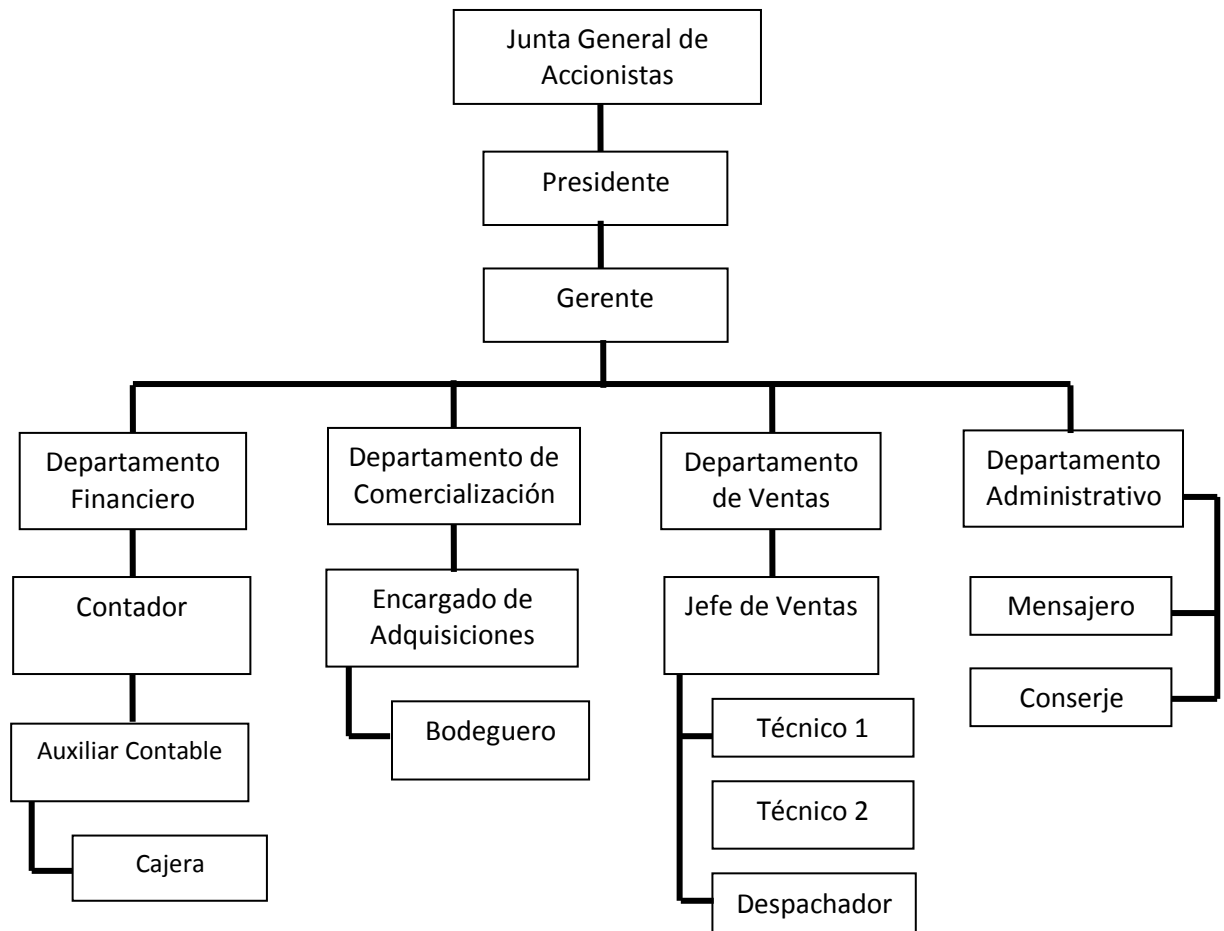 Junta General de
Accionistas
Presidente
Gerente
Departamento
Financiero
Departamento de
Comercialización
Departamento
de Ventas
Departamento
Administrativo
Contador
Encargado de
Adquisiciones
Jefe de Ventas
Mensajero
Conserje
Auxiliar Contable
Bodeguero
Técnico 1
Técnico 2
Cajera
Despachador